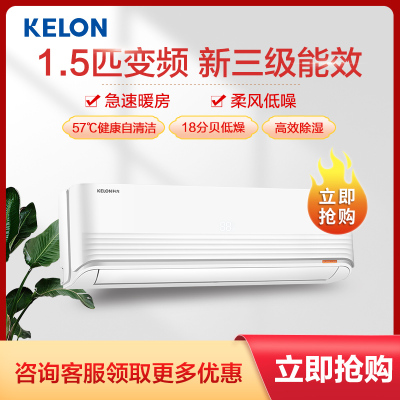 KELON
1.5匹变频 新三级能效
急速暖房 柔风低噪
57℃健康自清洁 18分贝低燥 高效除湿
KELON科龙
立即
抢购
咨询客服领取更多优惠 立即抢购